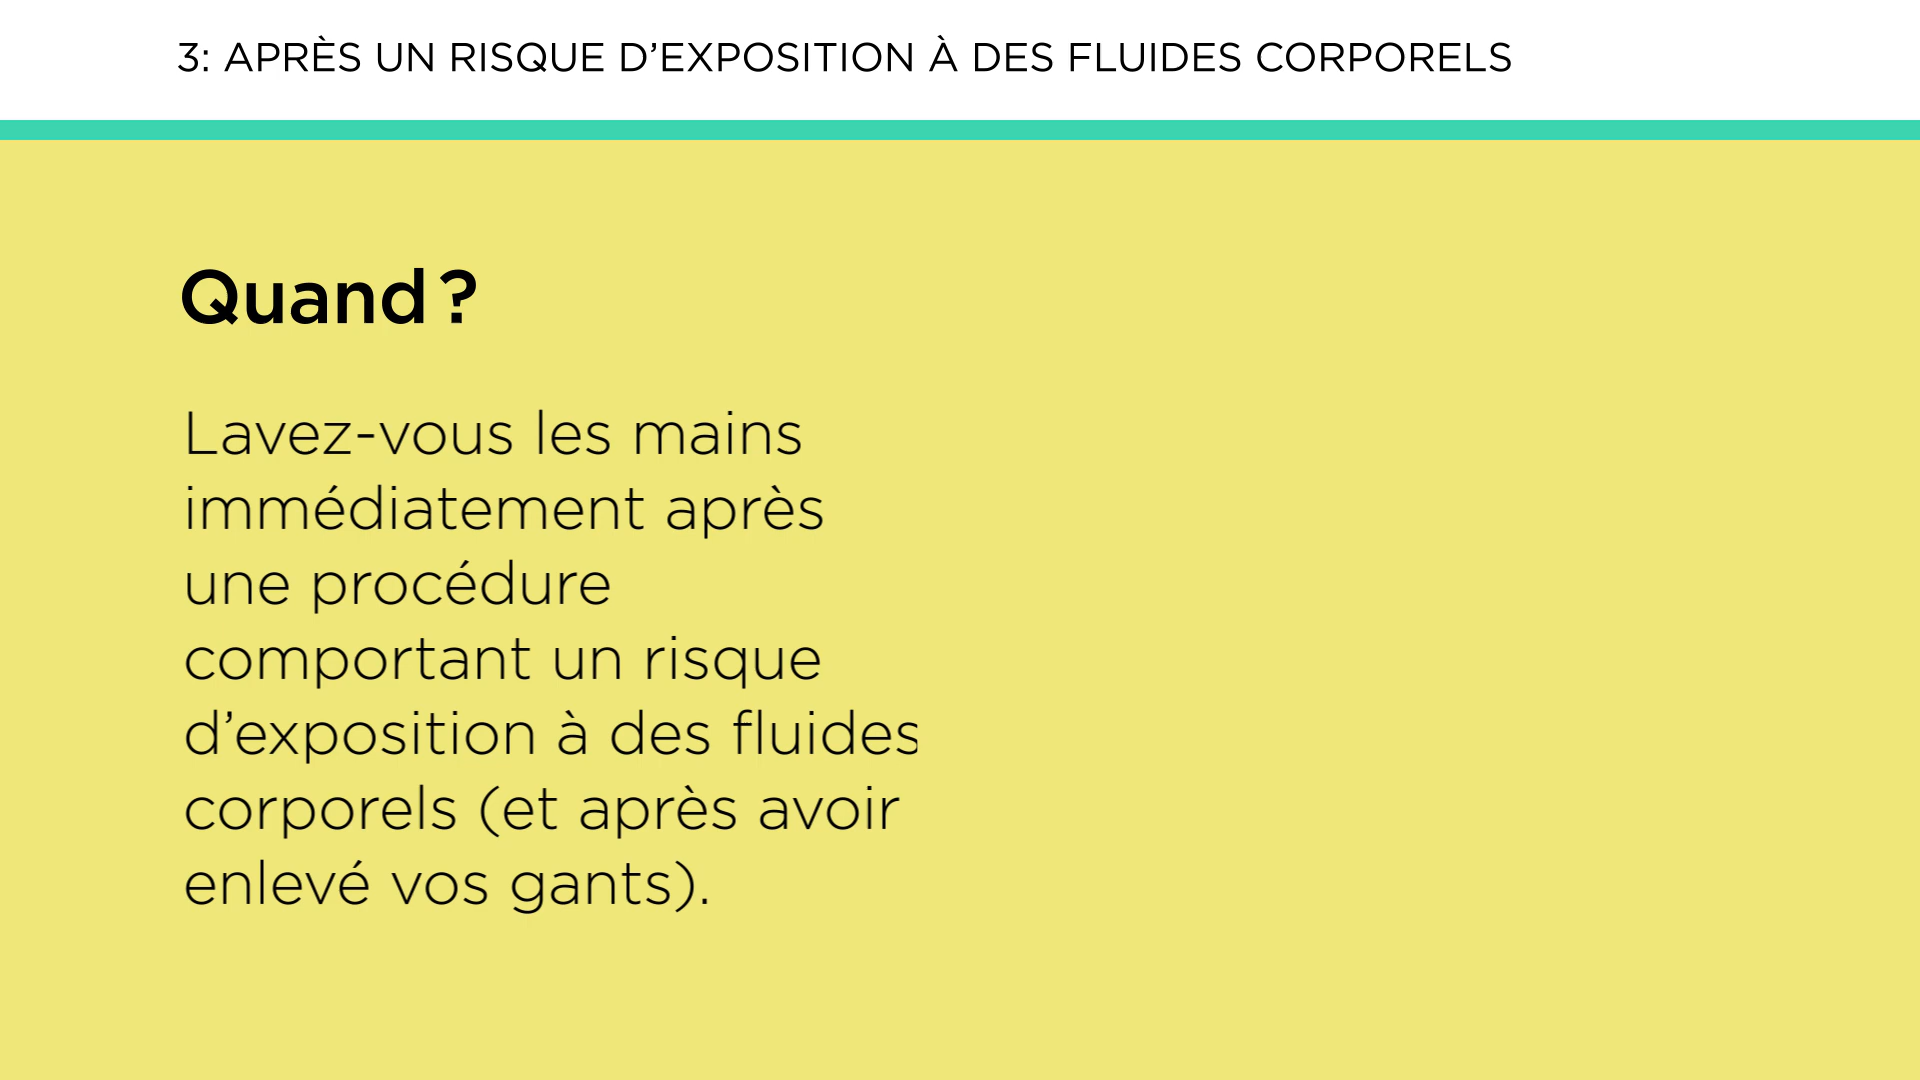 3: APRÈS UN RISQUE D’EXPOSITION À DES FLUIDES CORPORELS
Quand ?
Lavez-vous les mains
immédiatement après
une procédure
comportant un risque
d’exposition à des fluides
corporels (et après avoir
enlevé vos gants).